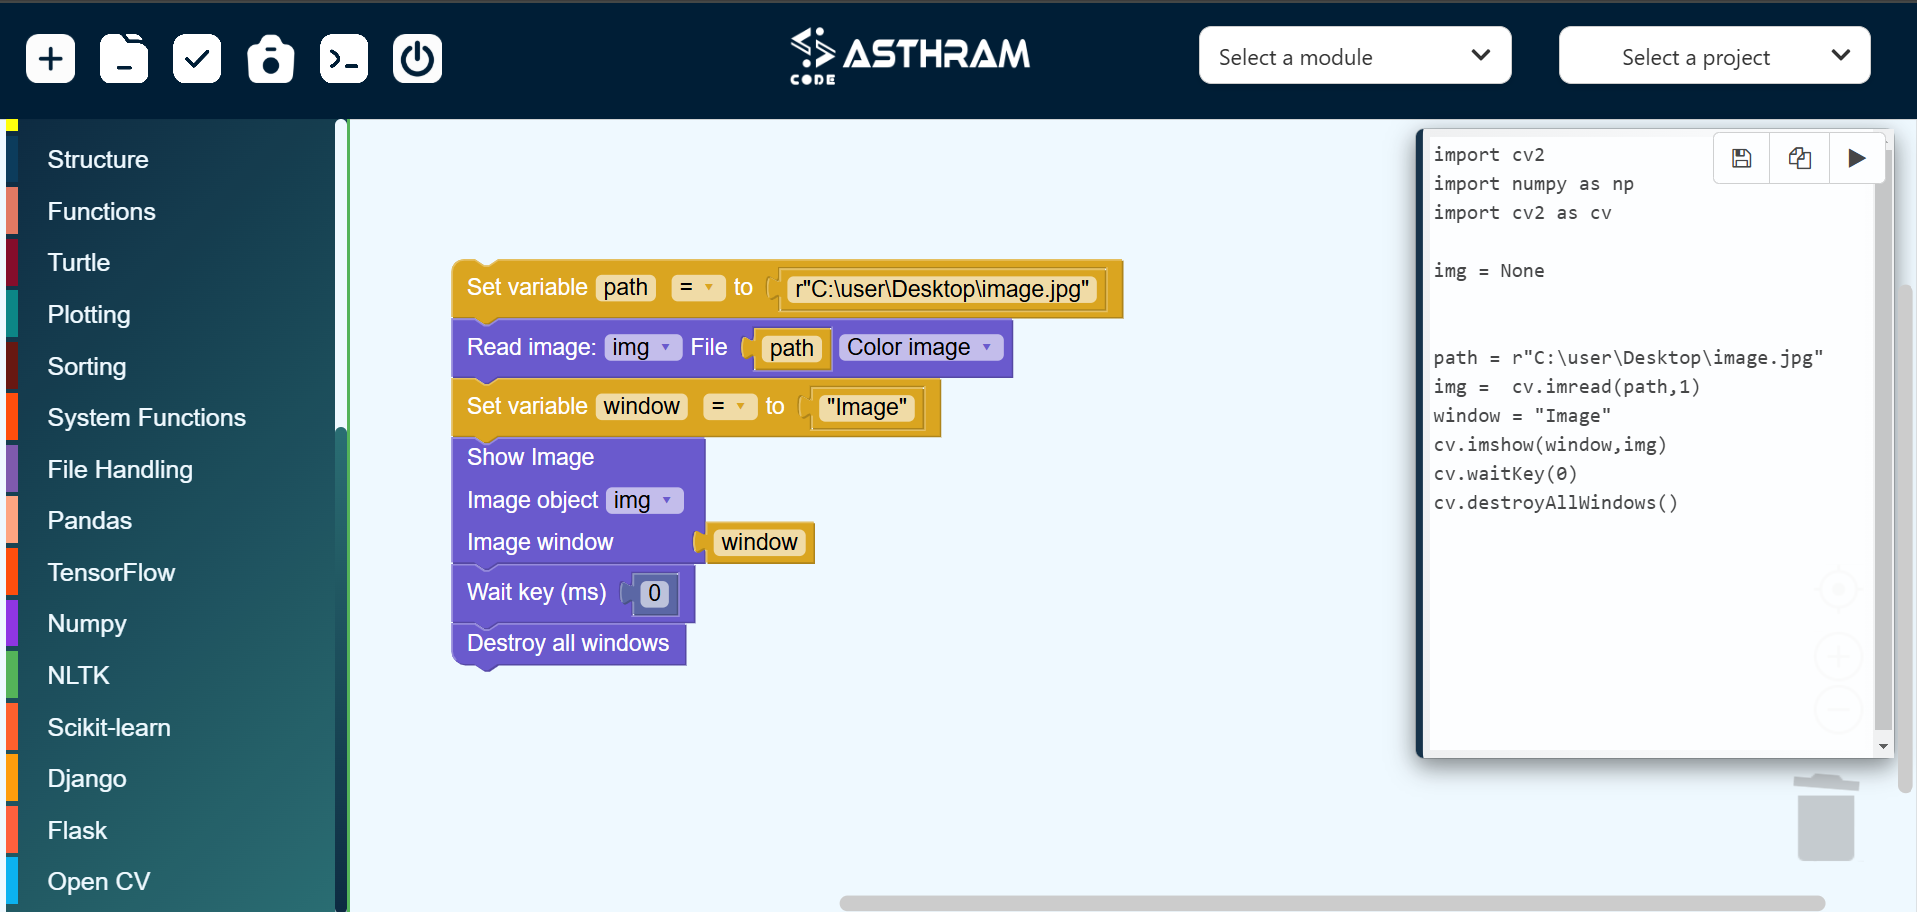 CODE ASTHRAM
Select a module
Select a project
Structure
Functions
Turtle
Plotting
Sorting
System Functions
File Handling
Pandas
TensorFlow
Numpy
NLTK
Scikit-learn
Django
Flask
Open CV
Set variable path = to r"C:\user\Desktop\image.jpg"
Read image: img File path Color image
Set variable window = to "Image"
Show Image
Image object img
Image window window
Wait key (ms) 0
Destroy all windows
import cv2
import numpy as np
import cv2 as cv
img = None
path = r"C:\user\Desktop\image.jpg"
img =  cv.imread(path,1)
window = "Image"
cv.imshow(window,img)
cv.waitKey(0)
cv.destroyAllWindows()